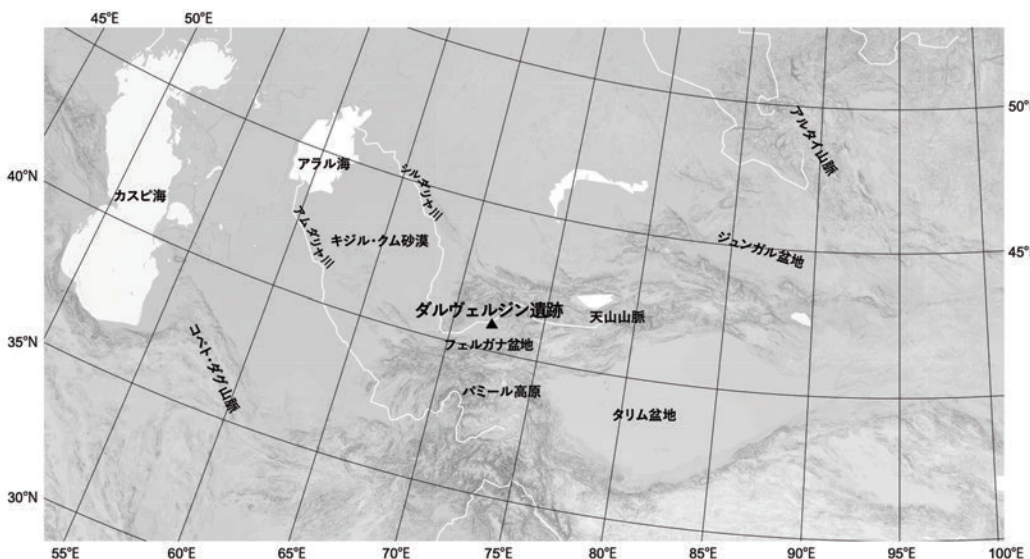 45°E
50°E
50°N
アルタイ山脈
アラル海
シルダリヤ川
40°N
カスピ海
アムダリヤ川
キジル・クム砂漠
ジュンガル盆地
45°N
ダルヴェルジン遺跡
天山山脈
フェルガナ盆地
35°N
コペト・ダグ山脈
パミール高原
タリム盆地
30°N
55°E
60°E
65°E
70°E
75°E
80°E
85°E
90°E
95°E
100°E